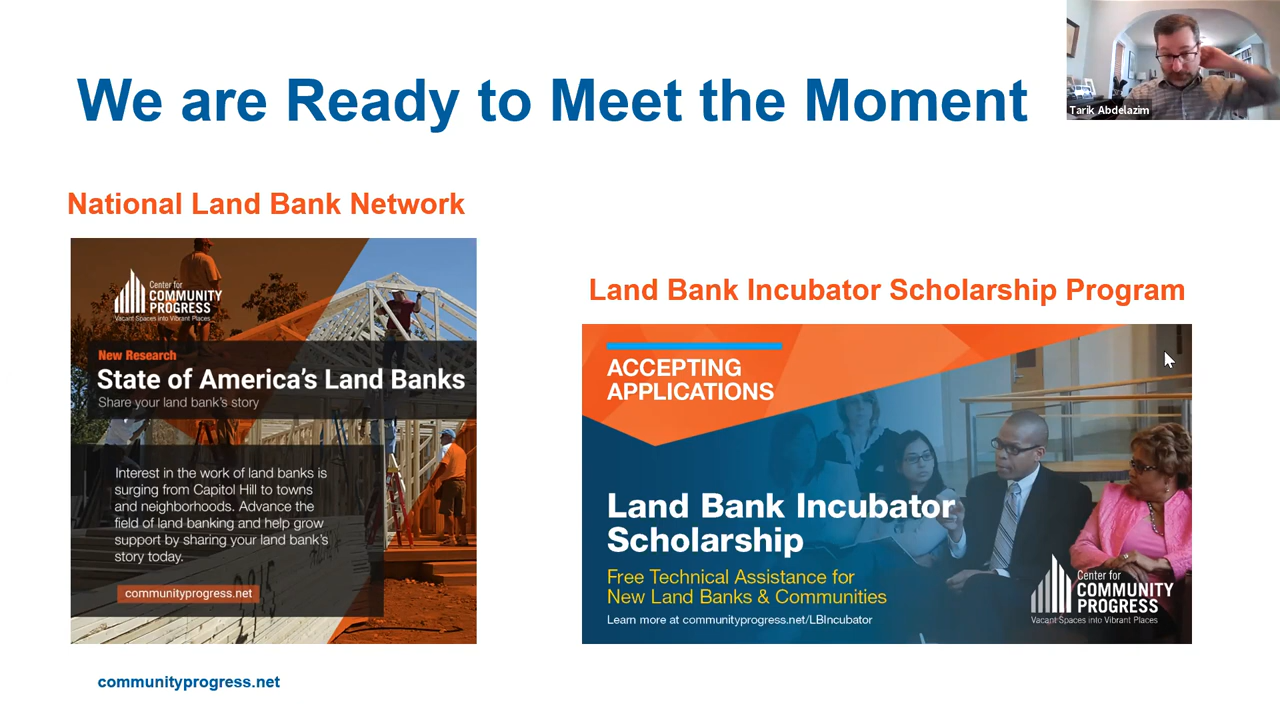 We are Ready to Meet the Moment
Tarik Abdelazim
National Land Bank Network
Center for
COMMUNITY
PROGRESS
Vacant Spaces into Vibrant Places
New Research
State of America's Land Banks
Share your land bank's story
Interest in the work of land banks is
surging from Capitol Hill to towns
and neighborhoods. Advance the
field of land banking and help grow
support by sharing your land bank's
story today.
communityprogress.net
Land Bank Incubator Scholarship Program
ACCEPTING
APPLICATIONS
Land Bank Incubator
Scholarship
Free Technical Assistance for
New Land Banks & Communities
Learn more at communityprogress.net/LBIncubator
Center for
COMMUNITY
PROGRESS
Vacant Spaces into Vibrant Places
communityprogress.net